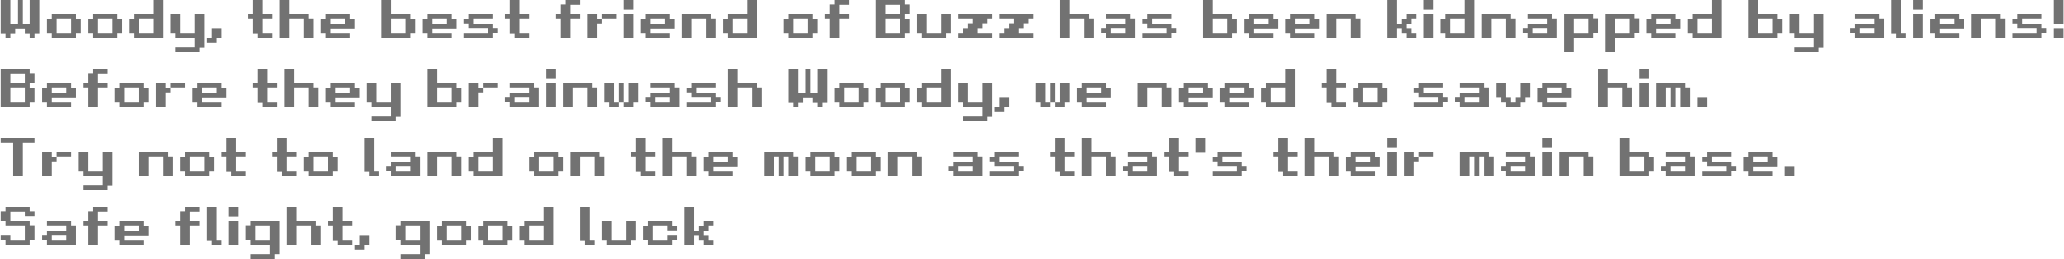 Woody, the best friend of Buzz has been kidnapped by aliens!
Before they brainwash Woody, we need to save him.
Try not to land on the moon as that's their main base.
Safe flight, good luck